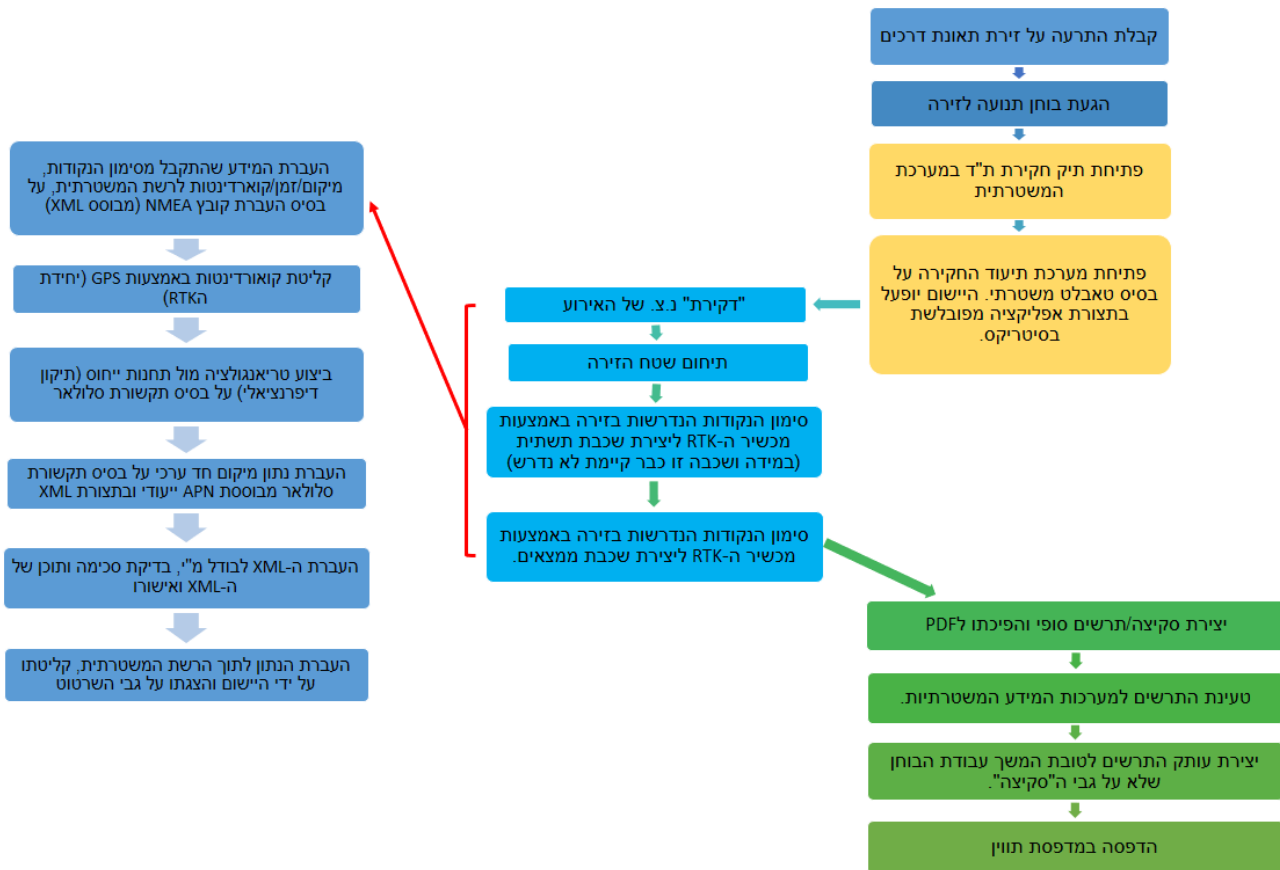 קבלת התרעה על זירת תאונת דרכים
הגעת בוחן תנועה לזירה
פתיחת תיק חקירת ת"ד במערכת
המשטרתית
פתיחת מערכת תיעוד החקירה על
בסיס טאבלט משטרתי. היישום יופעל
בתצורת אפליקציה מפובלשת
בסיטריקס.
"דקירת" נ.צ. של האירוע
תיחום שטח הזירה
סימון הנקודות הנדרשות בזירה באמצעות
מכשיר ה-RTK ליצירת שכבת תשתית
(במידה ושכבה זו כבר קיימת לא נדרש)
סימון הנקודות הנדרשות בזירה באמצעות
מכשיר ה-RTK ליצירת שכבת ממצאים.
העברת המידע שהתקבל מסימון הנקודות,
מיקום/זמן/קוארדינטות לרשת המשטרתית, על
בסיס העברת קובץ NMEA (מבוסס XML)
קליטת קואורדינטות באמצעות GPS (יחידת
הRTK)
ביצוע טריאנגולציה מול תחנות ייחוס (תיקון
דיפרנציאלי) על בסיס תקשורת סלולאר
העברת נתון מיקום חד ערכי על בסיס תקשורת
סלולאר מבוססת APN ייעודי ובתצורת XML
העברת ה-XML לבודל מ"י, בדיקת סכימה ותוכן של
ה-XML ואישורו
העברת הנתון לתוך הרשת המשטרתית, קליטתו
על ידי היישום והצגתו על גבי השרטוט
יצירת סקיצה/תרשים סופי והפיכתו לPDF
טעינת התרשים למערכות המידע המשטרתיות.
יצירת עותק התרשים לטובת המשך עבודת הבוחן
שלא על גבי ה"סקיצה".
הדפסה במדפסת תווין